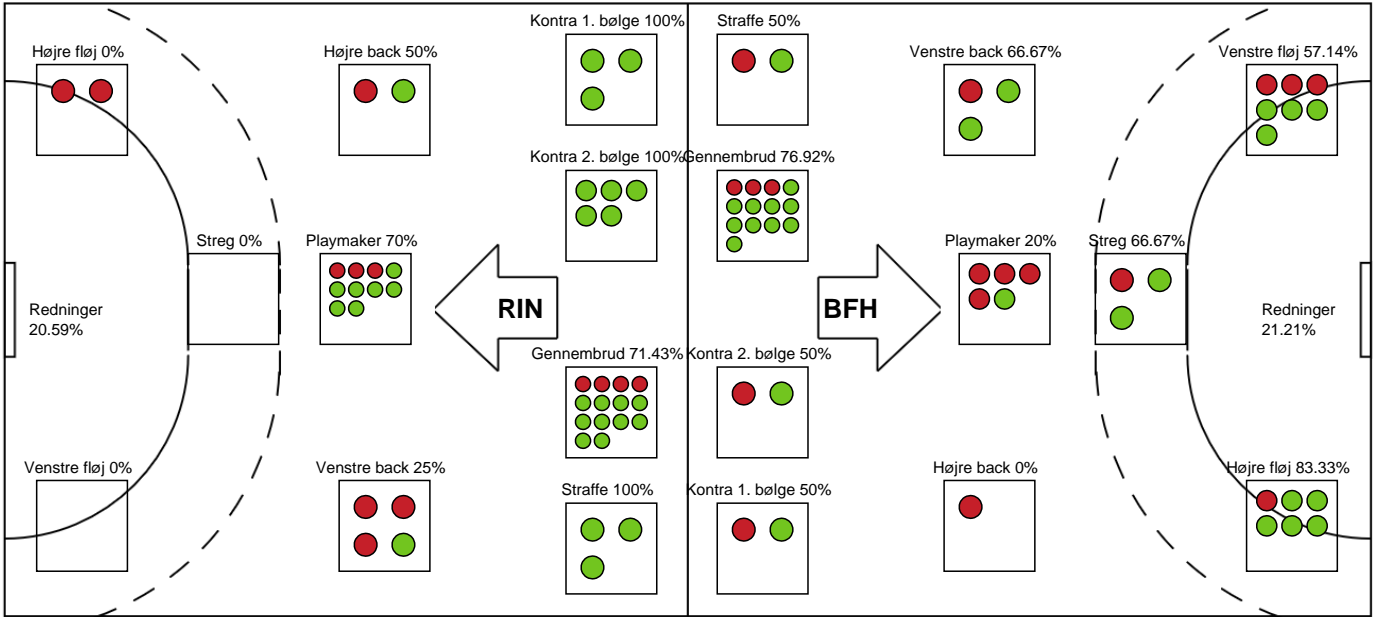 Kontra 1. bølge 100%
Straffe 50%
Højre fløj 0%
Højre back 50%
Venstre back 66.67%
Venstre fløj 57.14%
Kontra 2. bølge 100%
Gennembrud 76.92%
Streg 0%
Playmaker 70%
Playmaker 20%
Streg 66.67%
Redninger
20.59%
RIN
BFH
Redninger
21.21%
Gennembrud 71.43%
Kontra 2. bølge 50%
Venstre fløj 0%
Venstre back 25%
Straffe 100%
Kontra 1. bølge 50%
Højre back 0%
Højre fløj 83.33%